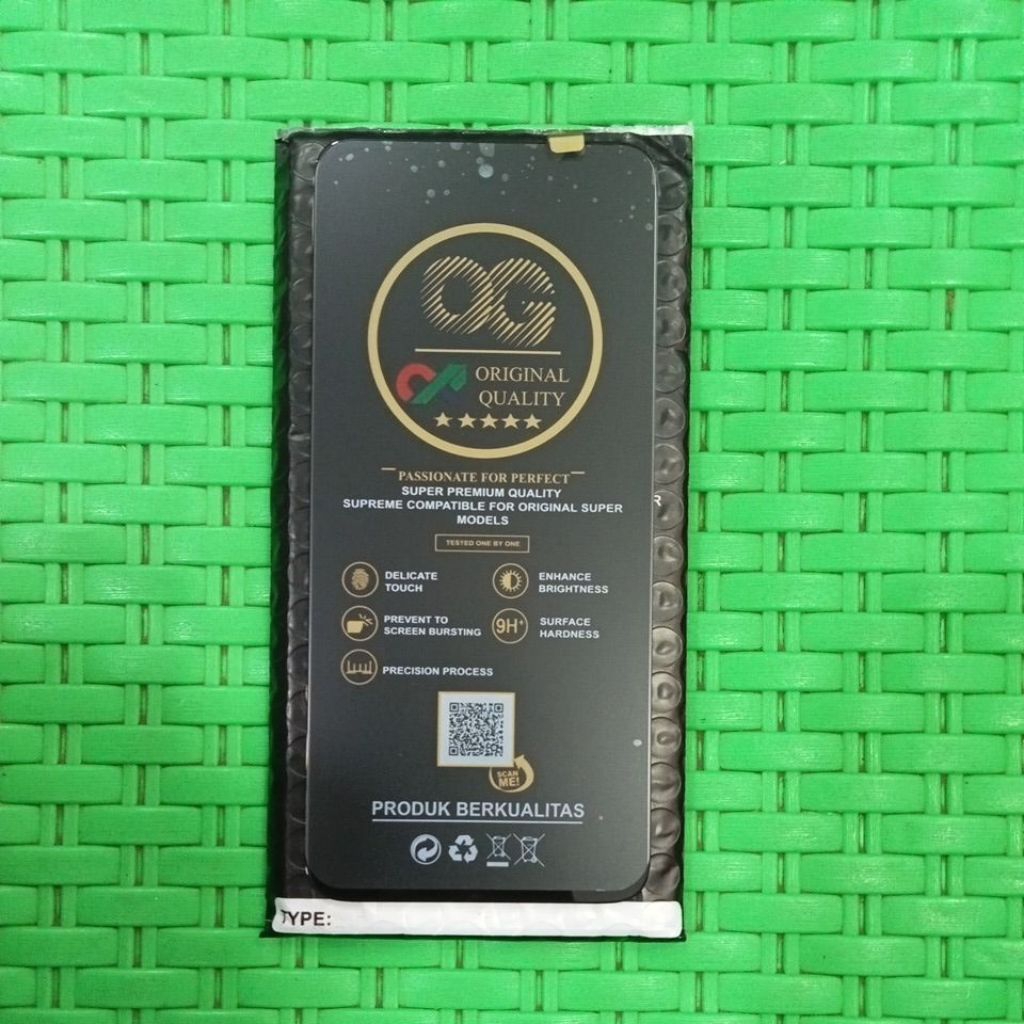 OG
ORIGINAL
QUALITY
PASSIONATE FOR PERFECT
SUPER PREMIUM QUALITY
SUPREME COMPATIBLE FOR ORIGINAL SUPER
MODELS
R
TESTED ONE BY ONE
DELICATE
TOUCH
ENHANCE
BRIGHTNESS
PREVENT TO
SCREEN BURSTING
9H+
SURFACE
HARDNESS
PRECISION PROCESS
SCAN
ME!
PRODUK BERKUALITAS
TYPE: